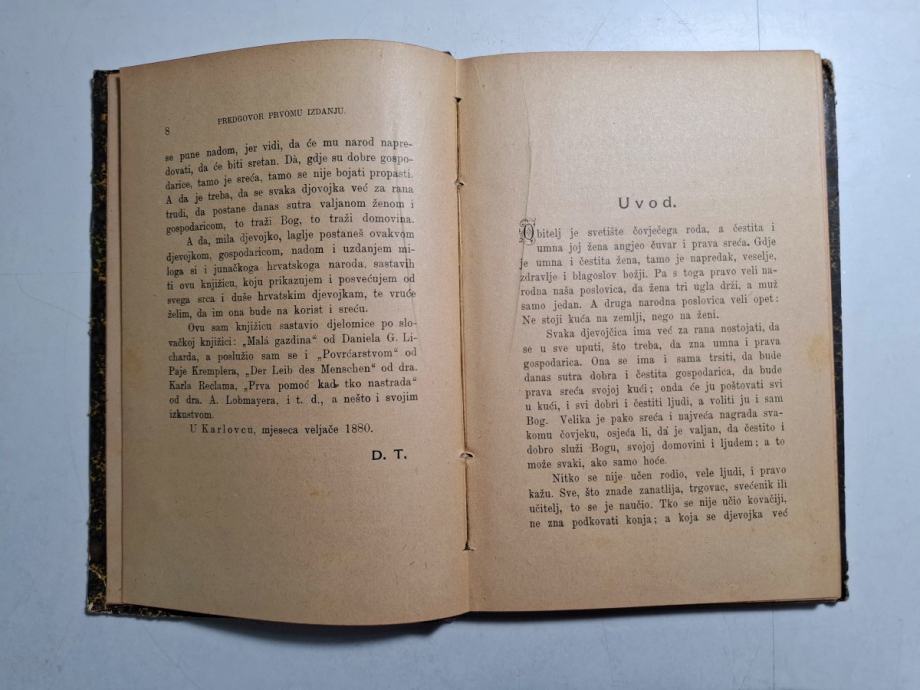 8
PREDGOVOR PRVOMU IZDANJU.
se pune nadom, jer vidi, da će mu narod napre-
dovati, da će biti sretan. Dà, gdje su dobre gospo-
darice, tamo je sreća, tamo se nije bojati propasti.
A da je treba, da se svaka djovojka već za rana
trudi, da postane danas sutra valjanom ženom i
gospodaricom, to traži Bog, to traži domovina.
A da, mila djevojko, laglje postaneš ovakvom
djevojkom, gospodaricom, nadom i uzdanjem mi-
loga si i junačkoga hrvatskoga naroda, sastavih
ti ovu knjižicu, koju prikazujem i posvećujem od
svega srca i duše hrvatskim djevojkam, te vruće
želim, da im ona bude na korist i sreću.
Ovu sam knjižicu sastavio djelomice po slo-
vačkoj knjižici: „Malá gazdina" od Daniela G. Li-
charda, a poslužio sam se i „Povrćarstvom" od
Paje Kremplera, „Der Leib des Menschen" od dra.
Karla Reclama, „Prva pomoć kad tko nastrada"
od dra. A. Lobmayera, i t. d., a nešto i svojim
izkustvom.
U Karlovcu, mjeseca veljače 1880.
D. T.
Uvod.
Obitelj je svetište čovječega roda, a čestita i
umna joj žena angjeo čuvar i prava sreća. Gdje
je umna i čestita žena, tamo je napredak, veselje,
zdravlje i blagoslov božji. Pa s toga pravo veli na-
rodna naša poslovica, da žena tri ugla drži, a muž
samo jedan. A druga narodna poslovica veli opet:
Ne stoji kuća na zemlji, nego na ženi.
Svaka djevojčica ima već za rana nostojati, da
se u sve uputi, što treba, da zna umna i prava
gospodarica. Ona se ima i sama trsiti, da bude
danas sutra dobra i čestita gospodarica, da bude
prava sreća svojoj kući; onda će ju poštovati svi
u kući, i svi dobri i čestiti ljudi, a voliti ju i sam
Bog. Velika je pako sreća i najveća nagrada sva-
komu čovjeku, osjeća li, da je valjan, da čestito i
dobro služi Bogu, svojoj domovini i ljudem; a to
može svaki, ako samo hoće.
Nitko se nije učen rodio, vele ljudi, i pravo
kažu. Sve, što znade zanatlija, trgovac, svećenik ili
učitelj, to se je naučio. Tko se nije učio kovačiji,
ne zna podkovati konja; a koja se djevojka već